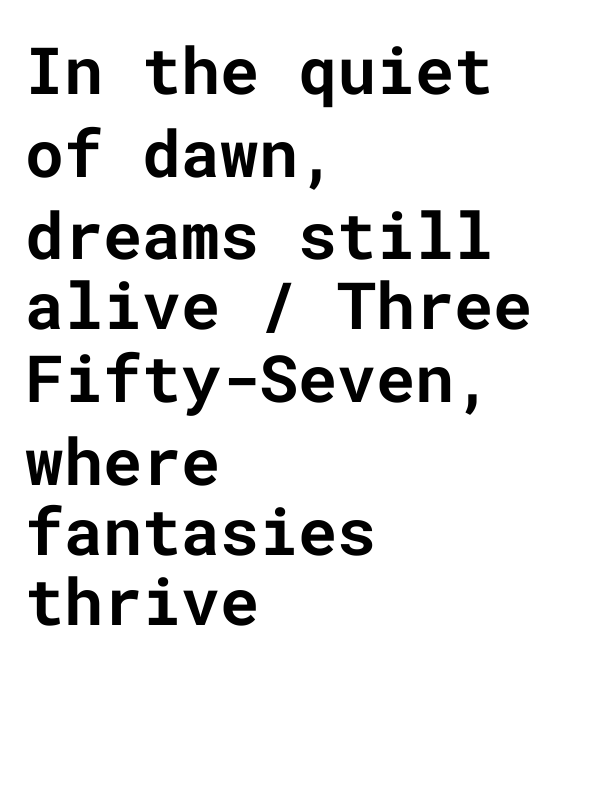 In the quiet
of dawn,
dreams still
alive / Three
Fifty-Seven,
where
fantasies
thrive